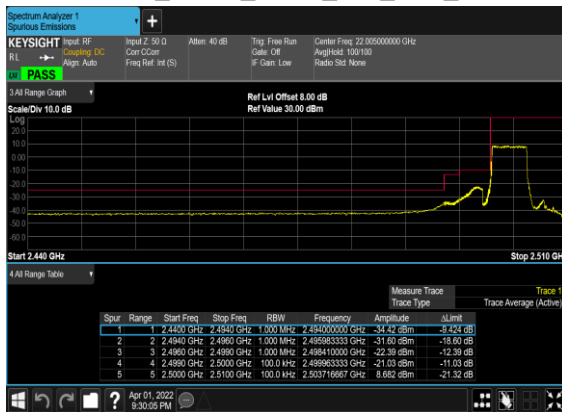 Spectrum Analyzer 1
Spurious Emissions
KEYSIGHT Input: RF Input Z: 50 Ω Atten: 40 dB Trig: Free Run Center Freq: 22.005000000 GHz
RL Coupling: DC Corr CCorr Gate: Off Avg|Hold: 100/100
Align: Auto Freq Ref: Int (S) IF Gain: Low Radio Std: None
PASS
3 All Range Graph
Ref Lvl Offset 8.00 dB
Scale/Div 10.0 dB Ref Value 30.00 dBm
Log
20.0
10.0
0.00
-10.0
-20.0
-30.0
-40.0
-50.0
-60.0
Start 2.440 GHz Stop 2.510 GH
4 All Range Table
Measure Trace Trace 1
Trace Type Trace Average (Active)
Spur Range Start Freq Stop Freq RBW Frequency Amplitude ΔLimit
1 1 2.4400 GHz 2.4940 GHz 1.000 MHz 2.494000000 GHz -34.42 dBm -9.424 dB
2 2 2.4940 GHz 2.4960 GHz 1.000 MHz 2.495983333 GHz -31.60 dBm -18.60 dB
3 3 2.4960 GHz 2.4990 GHz 1.000 MHz 2.498410000 GHz -22.39 dBm -12.39 dB
4 4 2.4990 GHz 2.5000 GHz 100.0 kHz 2.499963333 GHz -21.03 dBm -11.03 dB
5 5 2.5000 GHz 2.5100 GHz 100.0 kHz 2.503716667 GHz 8.682 dBm -21.32 dB
Apr 01, 2022
9:30:05 PM